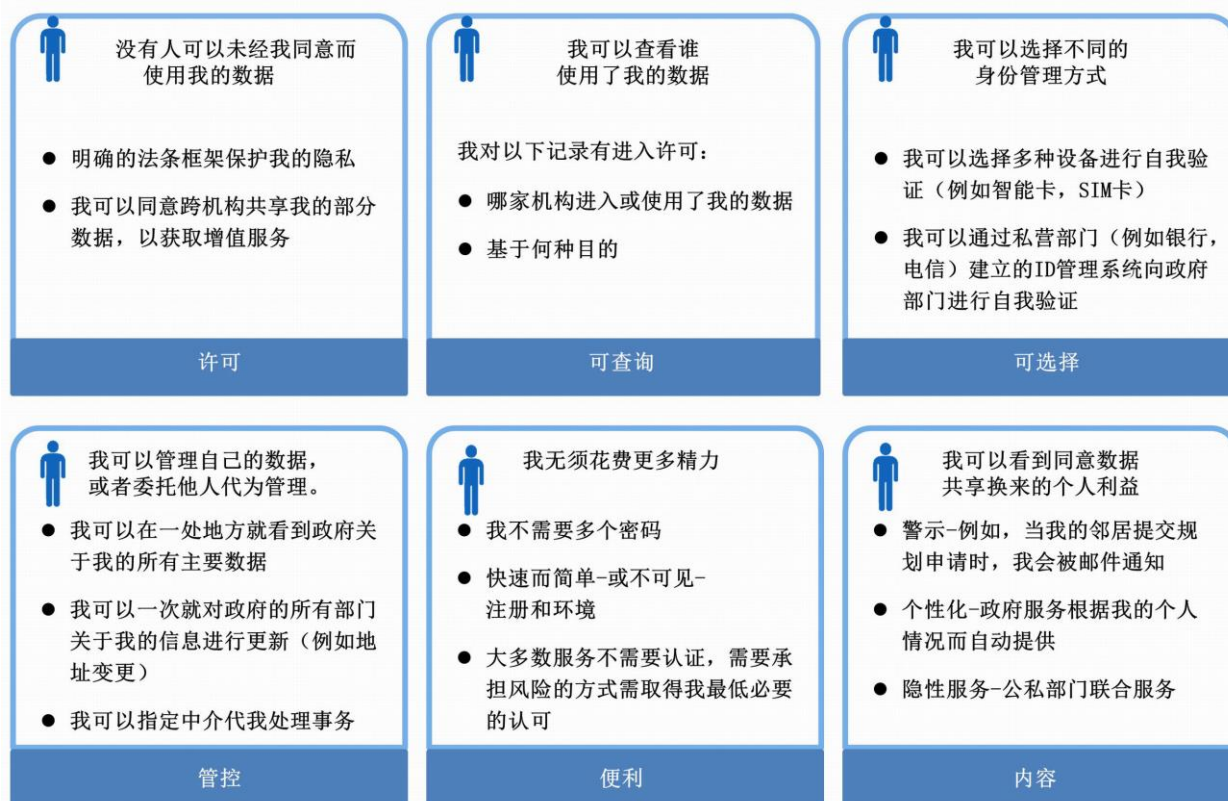 没有人可以未经我同意而
使用我的数据
● 明确的法条框架保护我的隐私
● 我可以同意跨机构共享我的部分
数据，以获取增值服务
许可
我可以查看谁
使用了我的数据
我对以下记录有进入许可：
● 哪家机构进入或使用了我的数据
● 基于何种目的
可查询
我可以选择不同的
身份管理方式
● 我可以选择多种设备进行自我验
证（例如智能卡，SIM卡）
● 我可以通过私营部门（例如银行，
电信）建立的ID管理系统向政府
部门进行自我验证
可选择
我可以管理自己的数据，
或者委托他人代为管理。
● 我可以在一处地方就看到政府关
于我的所有主要数据
● 我可以一次就对政府的所有部门
关于我的信息进行更新（例如地
址变更）
● 我可以指定中介代我处理事务
管控
我无须花费更多精力
● 我不需要多个密码
● 快速而简单-或不可见-
注册和环境
● 大多数服务不需要认证，需要承
担风险的方式需取得我最低必要
的认可
便利
我可以看到同意数据
共享换来的个人利益
● 警示-例如，当我的邻居提交规
划申请时，我会被邮件通知
● 个性化-政府服务根据我的个人
情况而自动提供
● 隐性服务-公私部门联合服务
内容